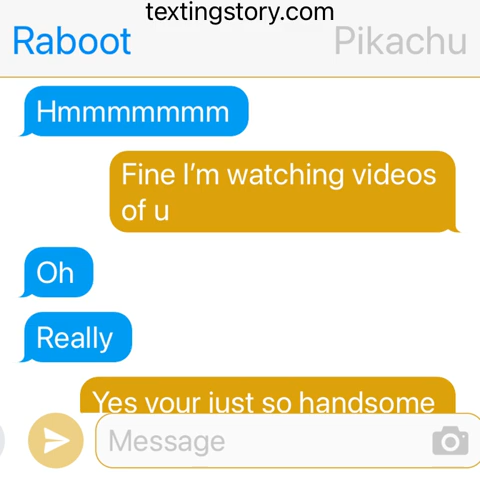 textingstory.com
Raboot
Pikachu
Hmmmmmmm
Fine I'm watching videos
of u
Oh
Really
Yes your just so handsome
Message